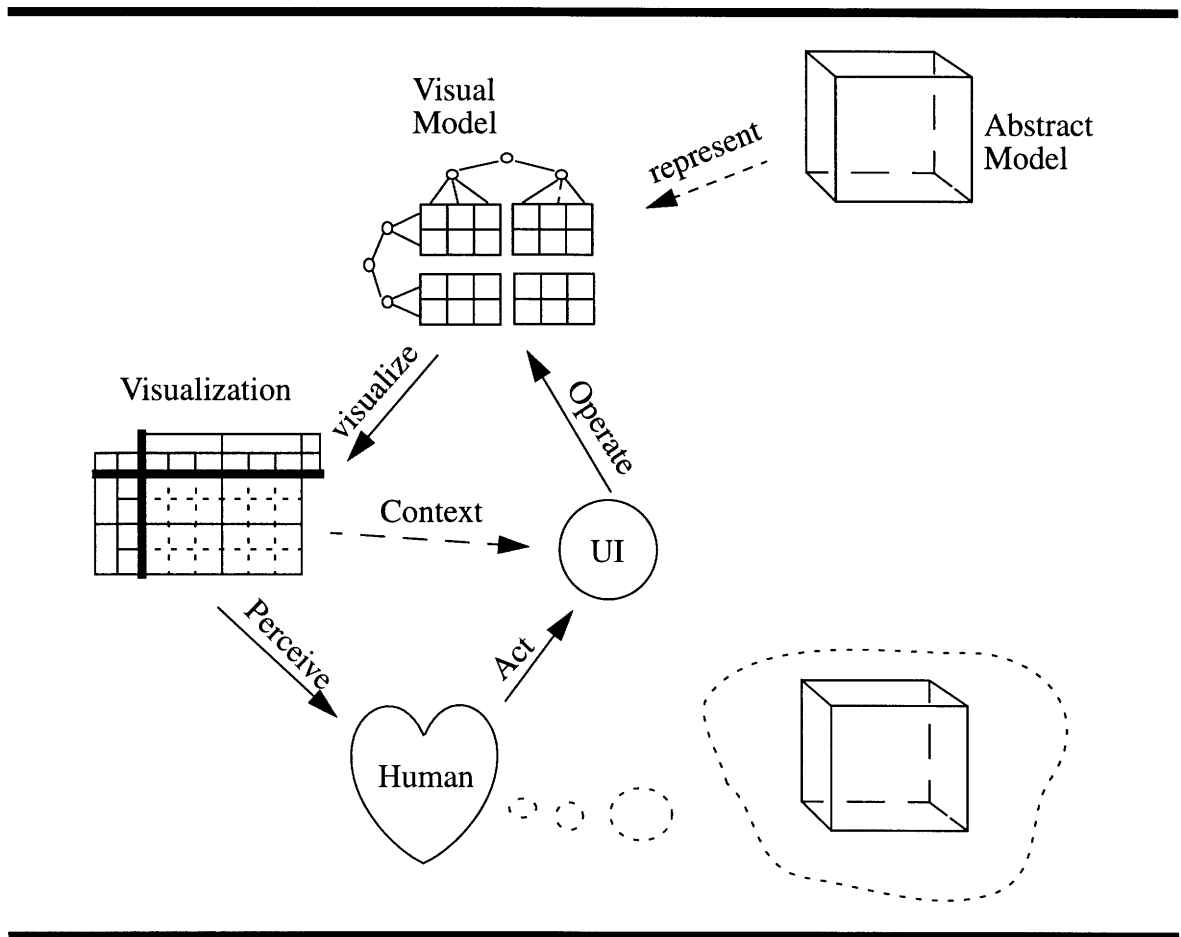 Visual
Model
represent
Abstract
Model
visualize
Visualization
Operate
Context
UI
Perceive
Act
Human